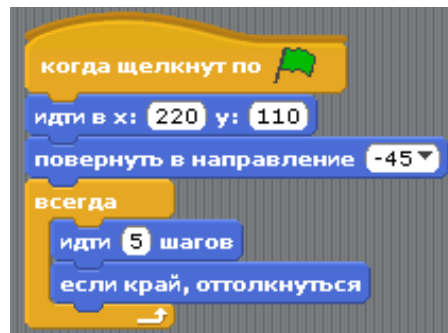 когда щелкнут по
идти в x: 220 y: 110
повернуть в направление -45
всегда
идти 5 шагов
если край, оттолкнуться